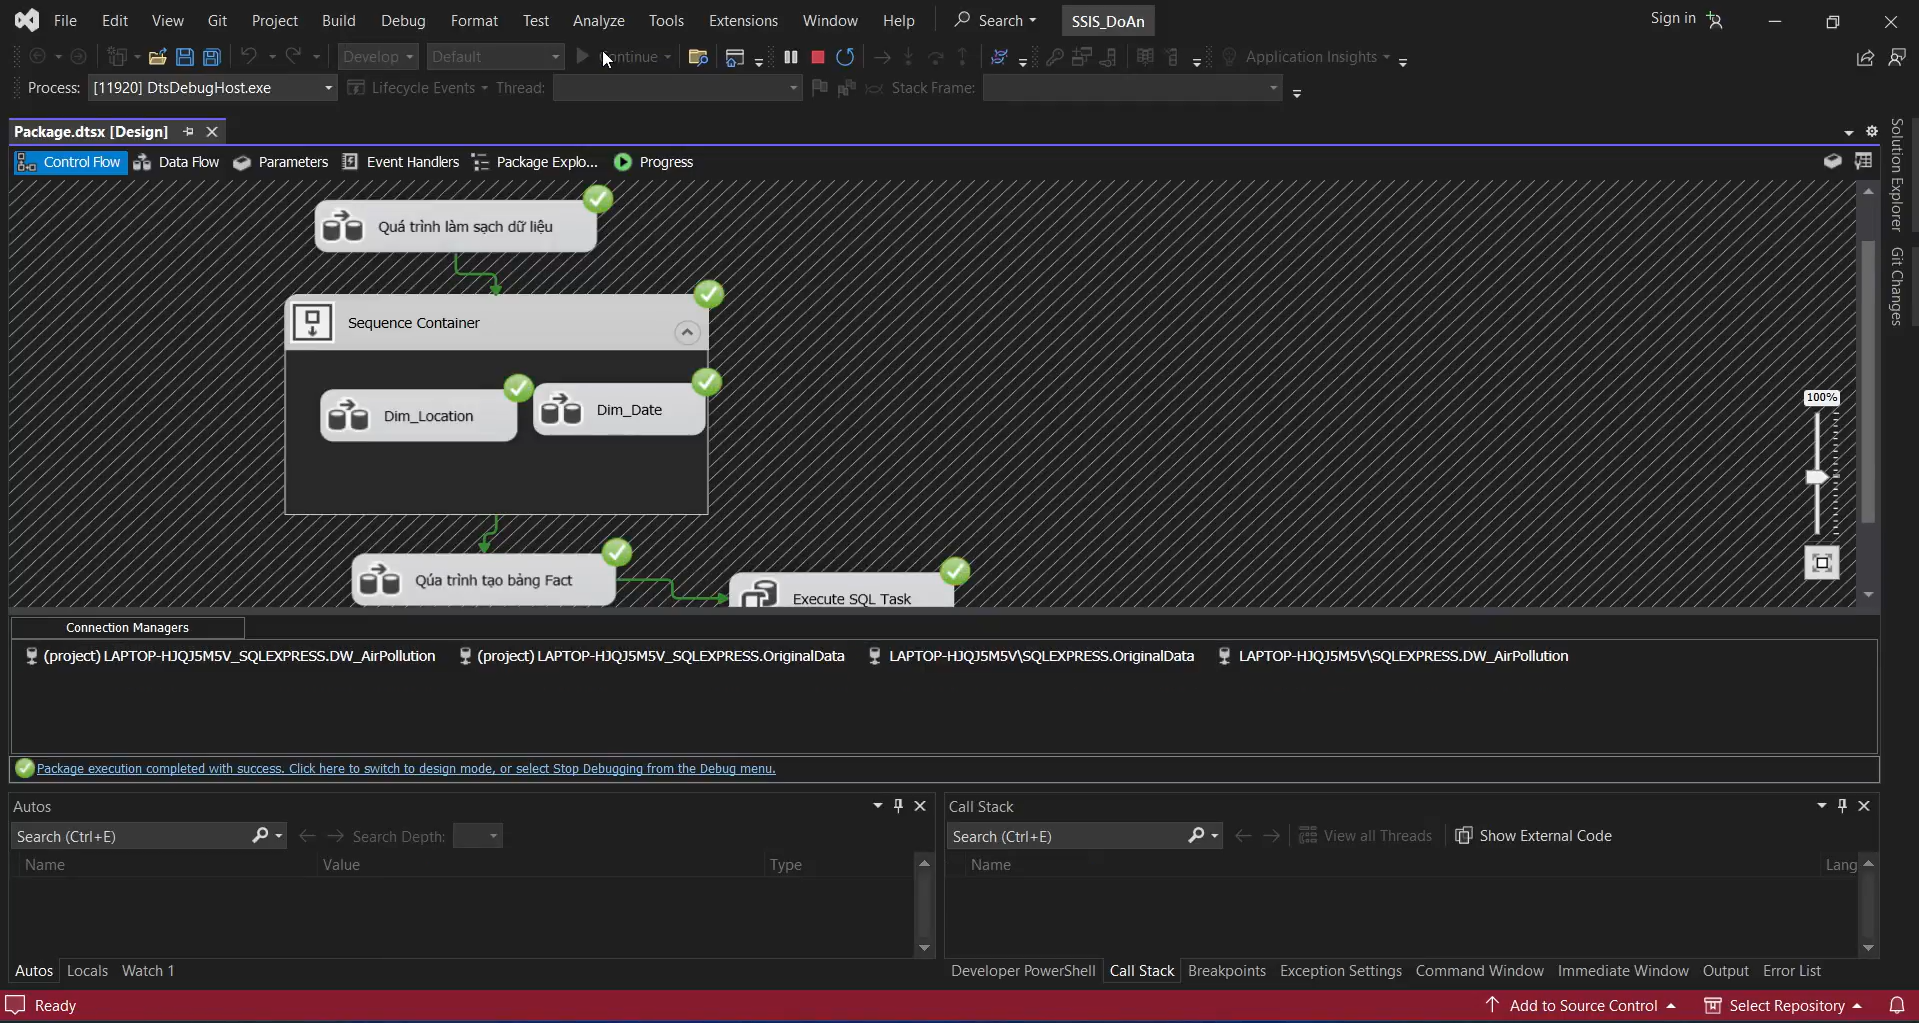 File Edit View Git Project Build Debug Format Test Analyze Tools Extensions Window Help Search SSIS_DoAn Sign in
Develop Default Continue Application Insights
Process: [11920] DtsDebugHost.exe Lifecycle Events Thread: Stack Frame:
Package.dtsx [Design]
Control Flow Data Flow Parameters Event Handlers Package Explo... Progress
Solution Explorer
Git Changes
Quá trình làm sạch dữ liệu
Sequence Container
Dim_Location Dim_Date
100%
Qúa trình tạo bảng Fact
Execute SQL Task
Connection Managers
(project) LAPTOP-HJQJ5M5V_SQLEXPRESS.DW_AirPollution (project) LAPTOP-HJQJ5M5V_SQLEXPRESS.OriginalData LAPTOP-HJQJ5M5V\SQLEXPRESS.OriginalData LAPTOP-HJQJ5M5V\SQLEXPRESS.DW_AirPollution
Package execution completed with success. Click here to switch to design mode, or select Stop Debugging from the Debug menu.
Autos
Search (Ctrl+E) Search Depth:
Name Value Type
Autos Locals Watch 1
Call Stack
Search (Ctrl+E) View all Threads Show External Code
Name Lang
Developer PowerShell Call Stack Breakpoints Exception Settings Command Window Immediate Window Output Error List
Ready Add to Source Control Select Repository